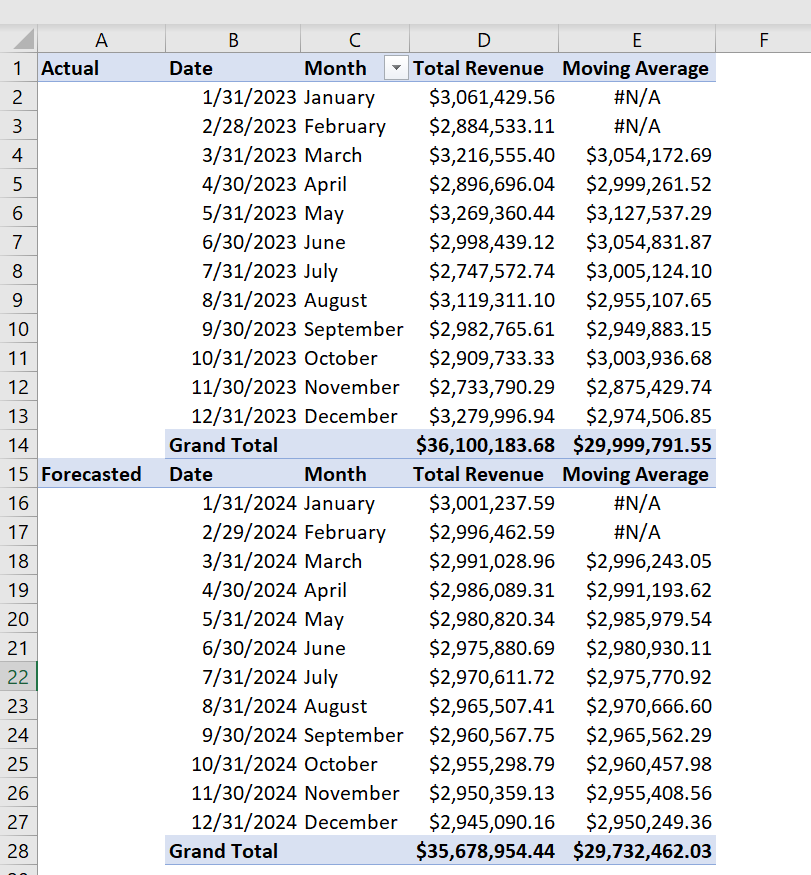 A B C D E F
1 Actual Date Month Total Revenue Moving Average
2 1/31/2023 January $3,061,429.56 #N/A
3 2/28/2023 February $2,884,533.11 #N/A
4 3/31/2023 March $3,216,555.40 $3,054,172.69
5 4/30/2023 April $2,896,696.04 $2,999,261.52
6 5/31/2023 May $3,269,360.44 $3,127,537.29
7 6/30/2023 June $2,998,439.12 $3,054,831.87
8 7/31/2023 July $2,747,572.74 $3,005,124.10
9 8/31/2023 August $3,119,311.10 $2,955,107.65
10 9/30/2023 September $2,982,765.61 $2,949,883.15
11 10/31/2023 October $2,909,733.33 $3,003,936.68
12 11/30/2023 November $2,733,790.29 $2,875,429.74
13 12/31/2023 December $3,279,996.94 $2,974,506.85
14 Grand Total $36,100,183.68 $29,999,791.55
15 Forecasted Date Month Total Revenue Moving Average
16 1/31/2024 January $3,001,237.59 #N/A
17 2/29/2024 February $2,996,462.59 #N/A
18 3/31/2024 March $2,991,028.96 $2,996,243.05
19 4/30/2024 April $2,986,089.31 $2,991,193.62
20 5/31/2024 May $2,980,820.34 $2,985,979.54
21 6/30/2024 June $2,975,880.69 $2,980,930.11
22 7/31/2024 July $2,970,611.72 $2,975,770.92
23 8/31/2024 August $2,965,507.41 $2,970,666.60
24 9/30/2024 September $2,960,567.75 $2,965,562.29
25 10/31/2024 October $2,955,298.79 $2,960,457.98
26 11/30/2024 November $2,950,359.13 $2,955,408.56
27 12/31/2024 December $2,945,090.16 $2,950,249.36
28 Grand Total $35,678,954.44 $29,732,462.03